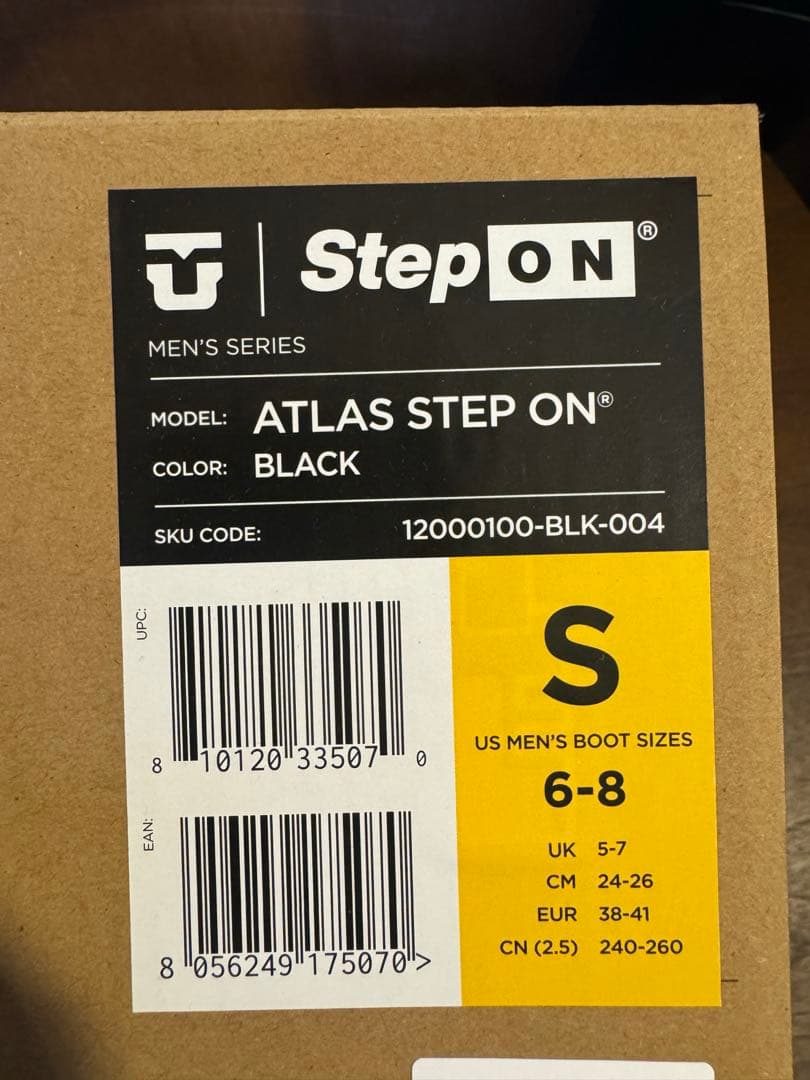 Step ON®
MEN'S SERIES
MODEL: ATLAS STEP ON®
COLOR: BLACK
SKU CODE: 12000100-BLK-004
UPC:
8 10120 33507 0
EAN:
8 056249 175070 >
S
US MEN'S BOOT SIZES
6-8
UK 5-7
CM 24-26
EUR 38-41
CN (2.5) 240-260